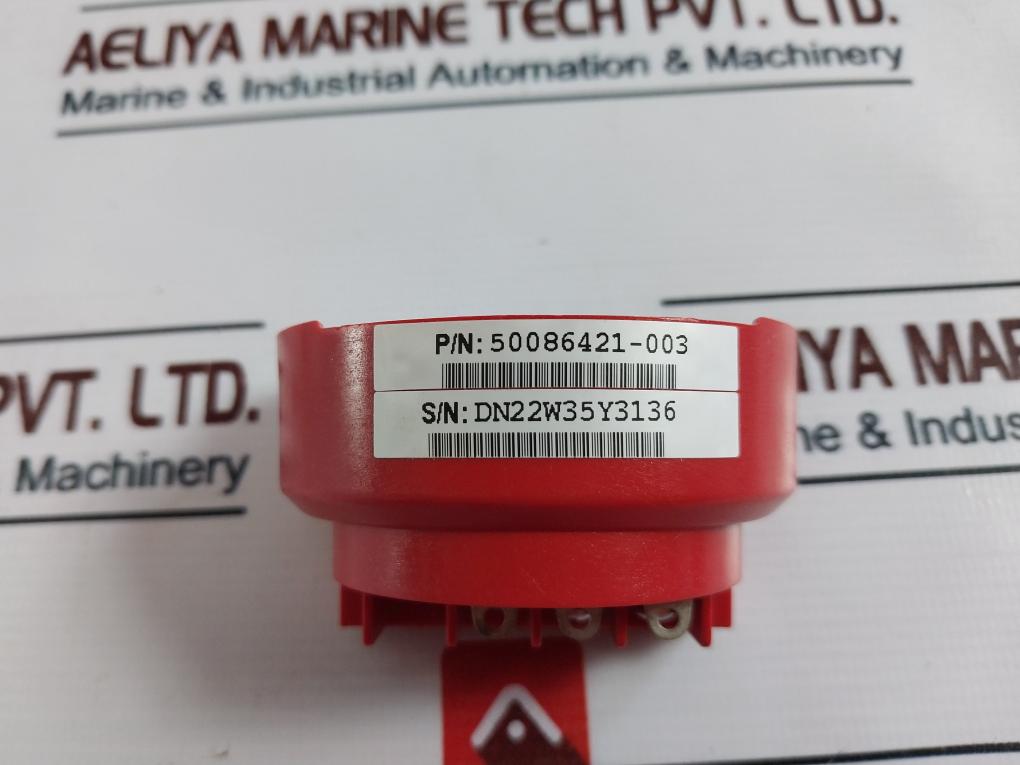 AELIYA MARINE TECH PVT. LTD.
Marine & Industrial Automation & Machinery
P/N: 50086421-003
S/N: DN22W35Y3136
PVT. LTD.
Machinery
IYA MAR
ne & Indus